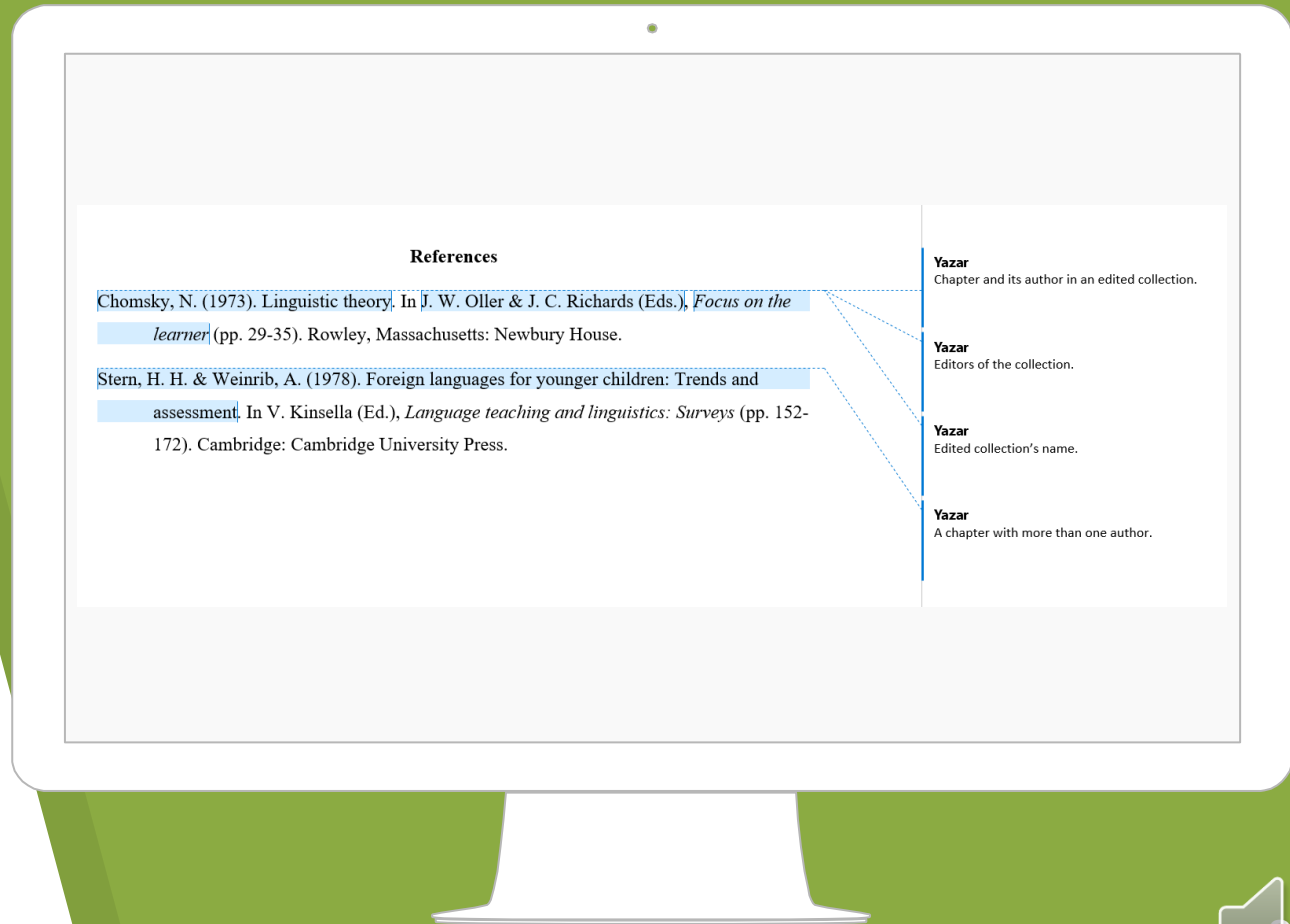 References
Chomsky, N. (1973). Linguistic theory. In J. W. Oller & J. C. Richards (Eds.), Focus on the
learner (pp. 29-35). Rowley, Massachusetts: Newbury House.
Stern, H. H. & Weinrib, A. (1978). Foreign languages for younger children: Trends and
assessment. In V. Kinsella (Ed.), Language teaching and linguistics: Surveys (pp. 152-
172). Cambridge: Cambridge University Press.
Yazar
Chapter and its author in an edited collection.
Yazar
Editors of the collection.
Yazar
Edited collection’s name.
Yazar
A chapter with more than one author.